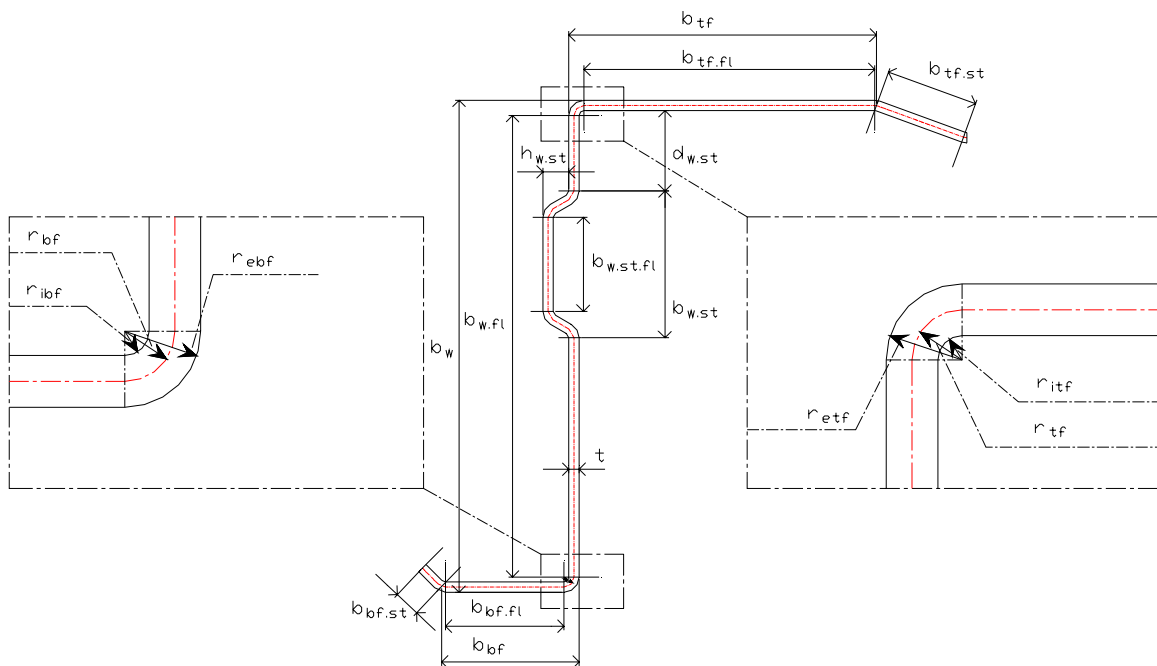 b tf
b tf.fl
b tf.st
h w.st
d w.st
r bf
r ebf
r ibf
b w.st.fl
b w.fl
b w.st
b w
r itf
r etf
r tf
t
b bf.st
b bf.fl
b bf